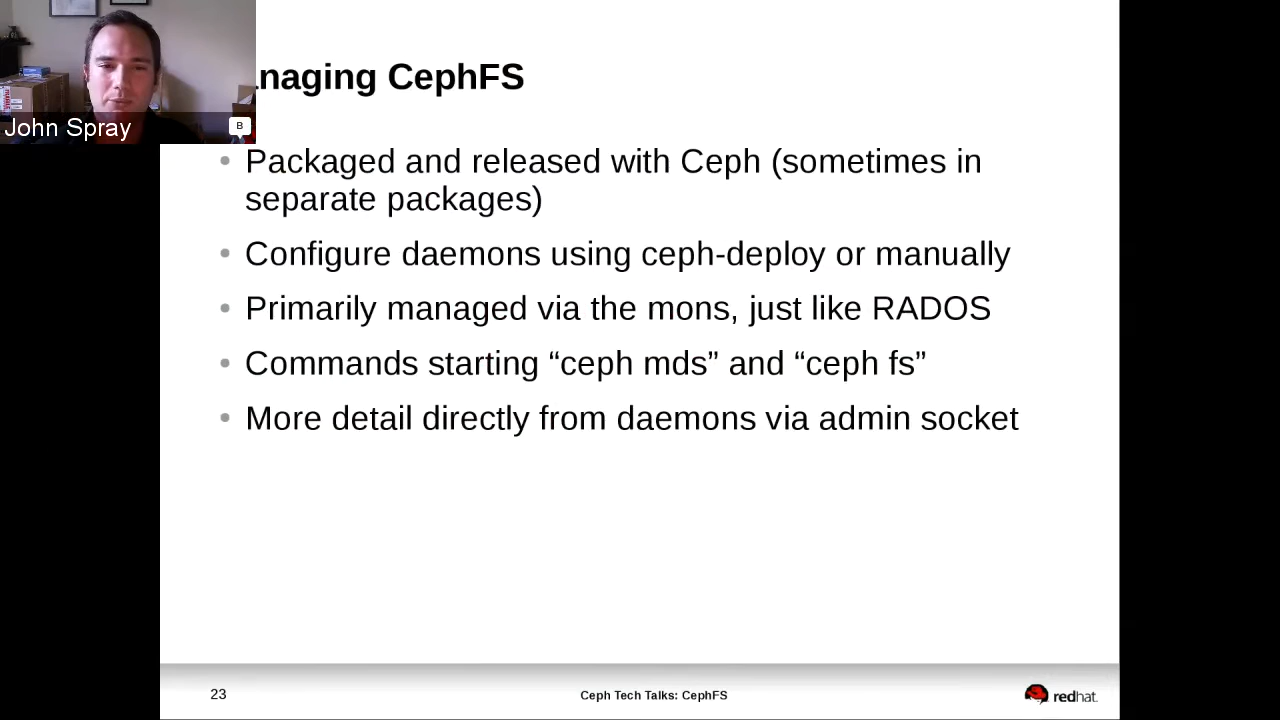 anaging CephFS
John Spray
B
• Packaged and released with Ceph (sometimes in
separate packages)
• Configure daemons using ceph-deploy or manually
• Primarily managed via the mons, just like RADOS
• Commands starting “ceph mds” and “ceph fs”
• More detail directly from daemons via admin socket
23
Ceph Tech Talks: CephFS
redhat.